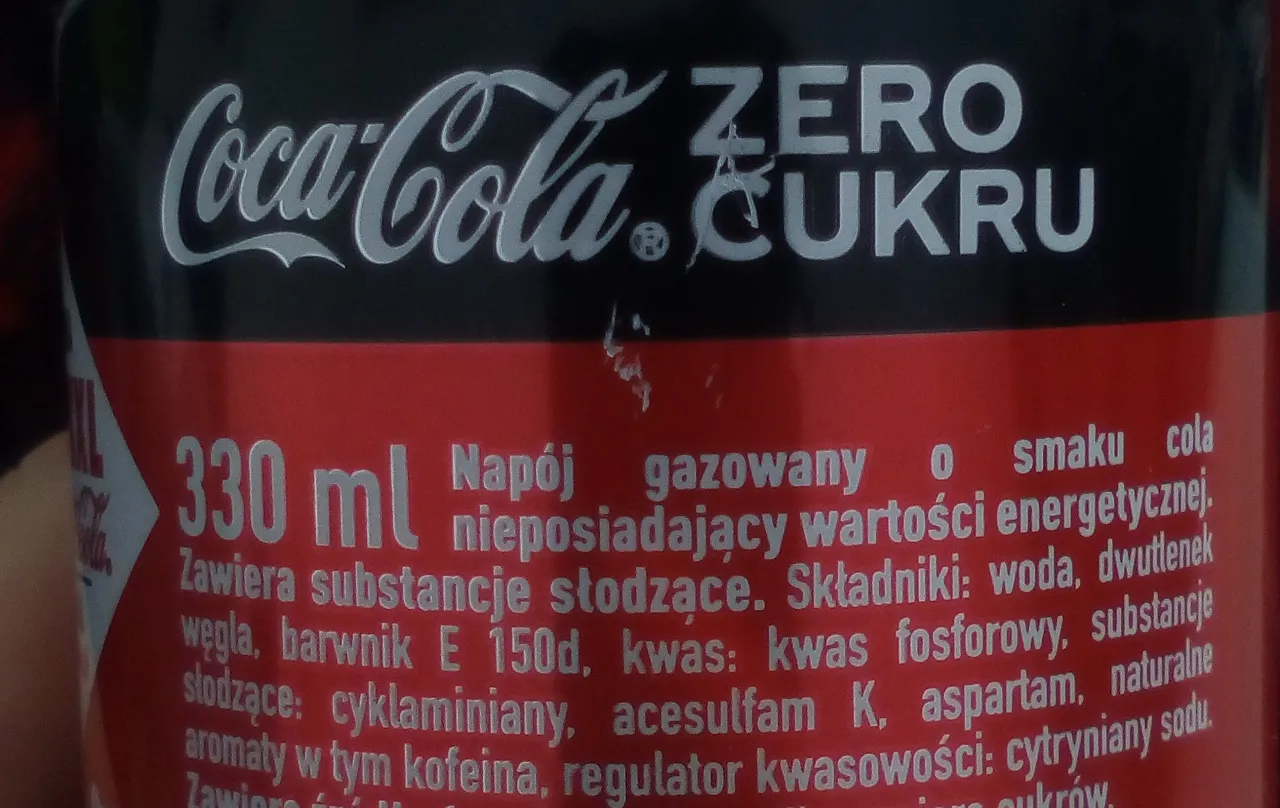 Coca-Cola ® ZERO
CUKRU
330 ml Napój gazowany o smaku cola
nieposiadający wartości energetycznej.
Zawiera substancje słodzące. Składniki: woda, dwutlenek
węgla, barwnik E 150d, kwas: kwas fosforowy, substancje
słodzące: cyklaminiany, acesulfam K, aspartam, naturalne
aromaty w tym kofeina, regulator kwasowości: cytryniany sodu.
Zawiera cukrów.